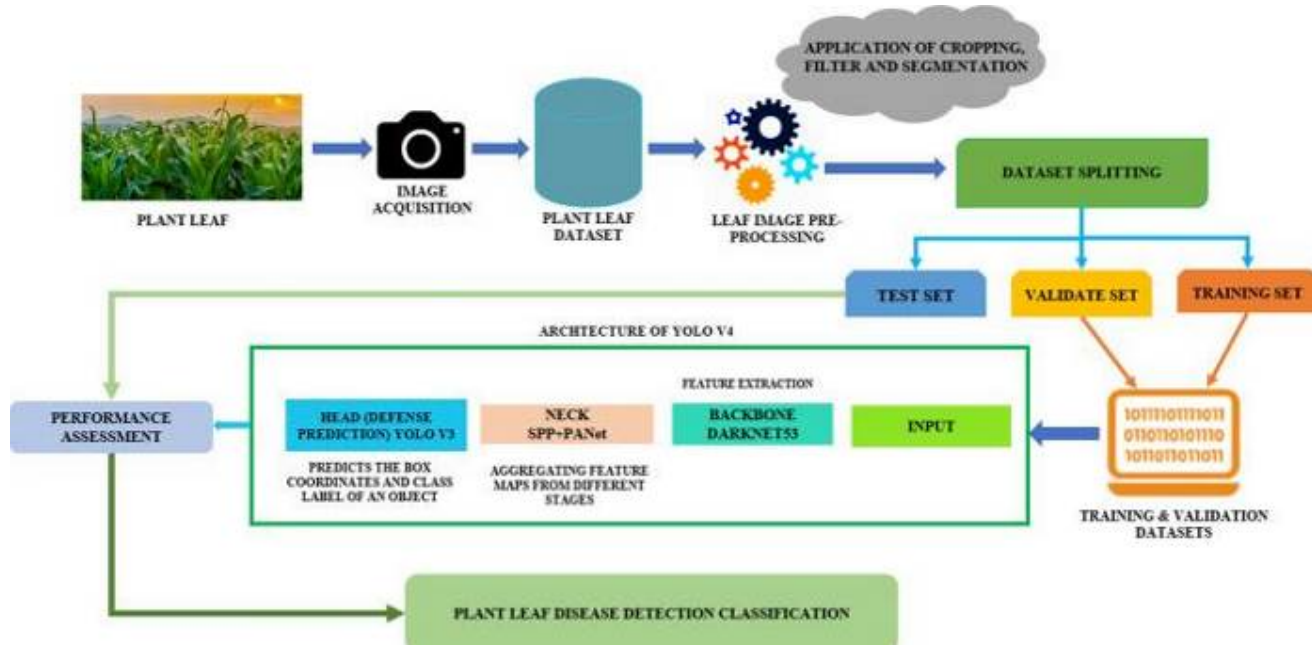 APPLICATION OF CROPPING,
FILTER AND SEGMENTATION
PLANT LEAF
IMAGE
ACQUISITION
PLANT LEAF
DATASET
LEAF IMAGE PRE-
PROCESSING
DATASET SPLITTING
TEST SET
VALIDATE SET
TRAINING SET
ARCHTECTURE OF YOLO V4
FEATURE EXTRACTION
PERFORMANCE
ASSESSMENT
HEAD (DEFENSE
PREDICTION) YOLO V3
NECK
SPP+PANet
BACKBONE
DARKNET53
INPUT
PREDICTS THE BOX
COORDINATES AND CLASS
LABEL OF AN OBJECT
AGGREGATING FEATURE
MAPS FROM DIFFERENT
STAGES
10111101111011
0110110101110
1011011011011
TRAINING & VALIDATION
DATASETS
PLANT LEAF DISEASE DETECTION CLASSIFICATION